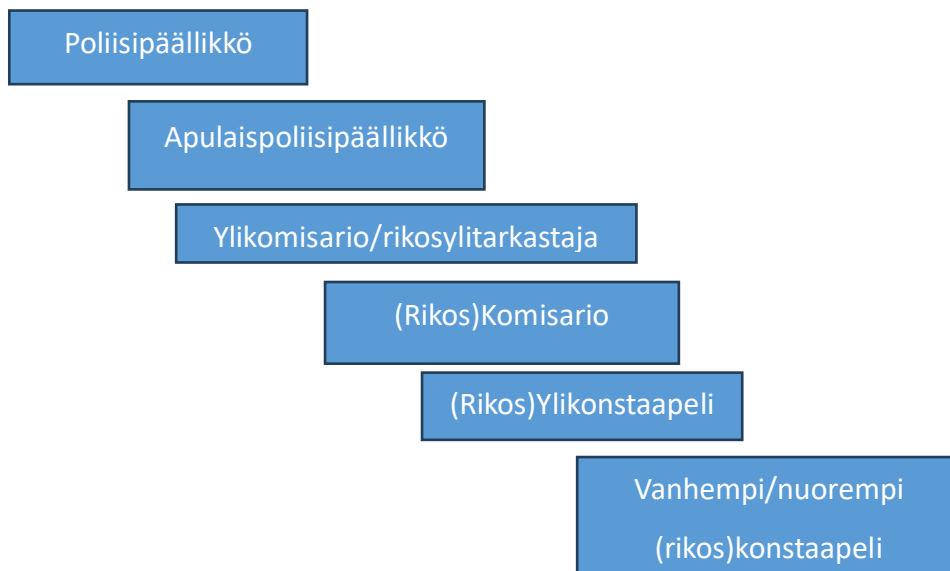 Poliisipäällikkö
Apulaispoliisipäällikkö
Ylikomisario/rikosylitarkastaja
(Rikos)Komisario
(Rikos)Ylikonstaapeli
Vanhempi/nuorempi
(rikos)konstaapeli